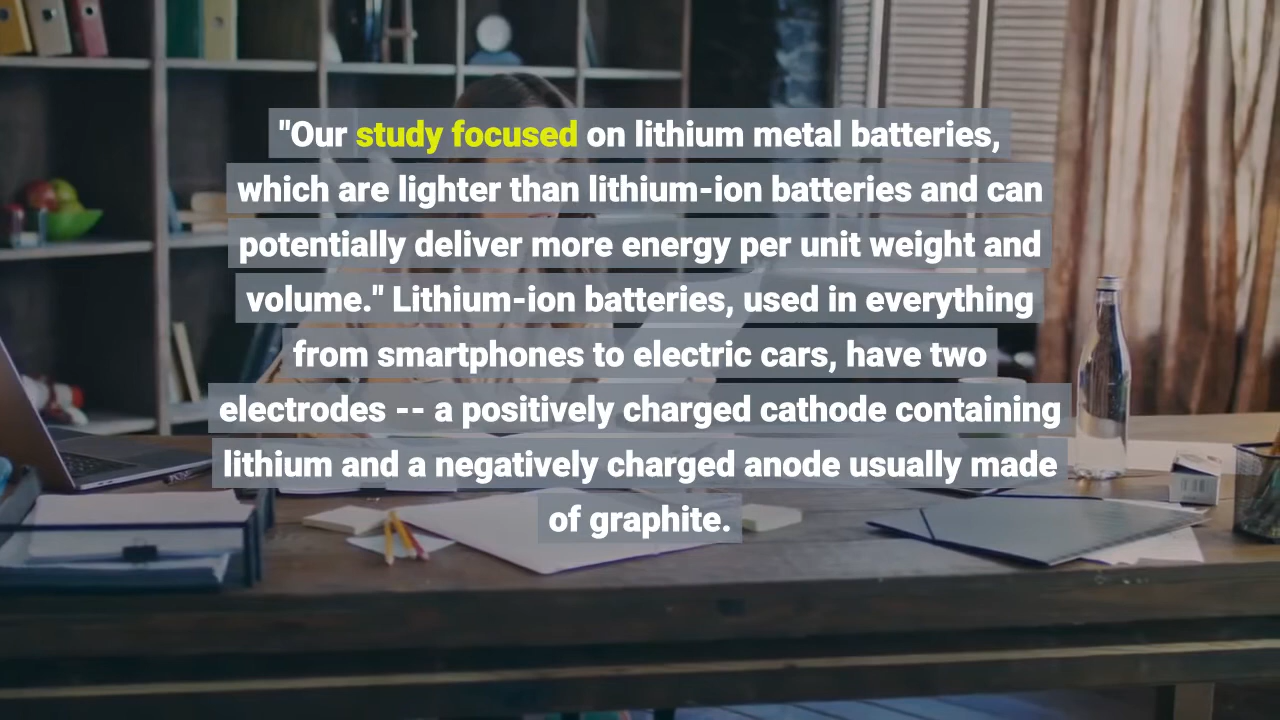 "Our study focused on lithium metal batteries,
which are lighter than lithium-ion batteries and can
potentially deliver more energy per unit weight and
volume." Lithium-ion batteries, used in everything
from smartphones to electric cars, have two
electrodes -- a positively charged cathode containing
lithium and a negatively charged anode usually made
of graphite.